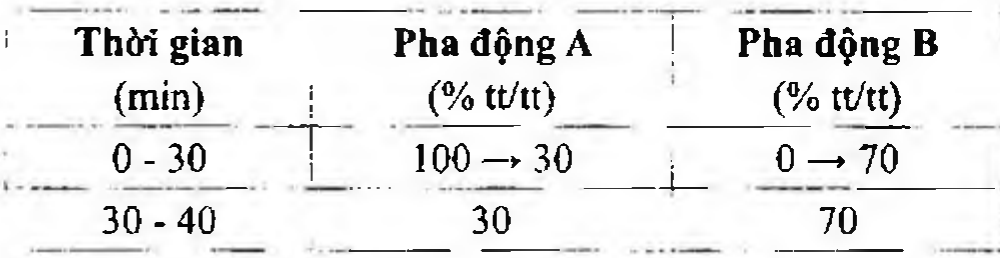 Thời gian Pha động A Pha động B
(min) (% tt/tt) (% tt/tt)
0 - 30 100 → 30 0 → 70
30 - 40 30 70